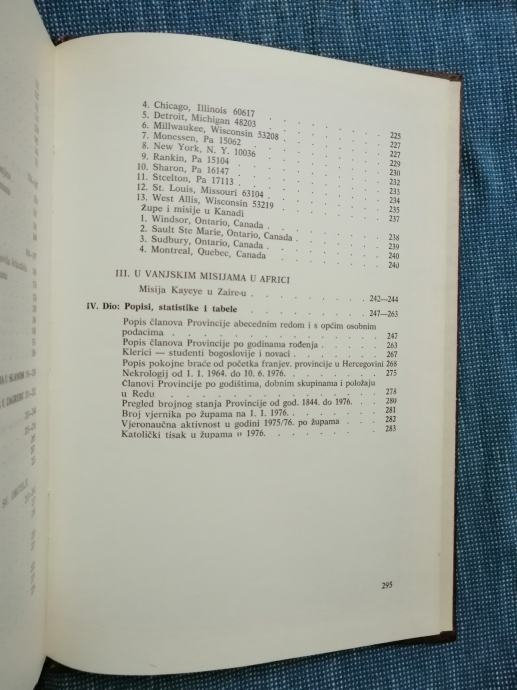 4. Chicago, Illinois 60617 . . . . . . . 225
5. Detroit, Michigan 48203 . . . . . . . 227
6. Millwaukee, Wisconsin 53208 . . . . . . 227
7. Monessen, Pa 15062 . . . . . . . . 229
8. New York, N. Y. 10036 . . . . . . . 230
9. Rankin, Pa 15104 . . . . . . . . 232
10. Sharon, Pa 16147 . . . . . . . . 233
11. Steelton, Pa 17113 . . . . . . . . 234
12. St. Louis, Missouri 63104 . . . . . . . 235
13. West Allis, Wisconsin 53219 . . . . . . 237
Župe i misije u Kanadi
1. Windsor, Ontario, Canada . . . . . . . 238
2. Sault Ste Marie, Ontario, Canada . . . . . 239
3. Sudbury, Ontario, Canada . . . . . . . 240
4. Montreal, Quebec, Canada . . . . . . . 240
III. U VANJSKIM MISIJAMA U AFRICI
Misija Kayeye u Zaire-u . . . . . . . 242—244
IV. Dio: Popisi, statistike i tabele . . . . . . 247—263
Popis članova Provincije abecednim redom i s općim osobnim
podacima . . . . . . . . . . . 247
Popis članova Provincije po godinama rođenja . . . . 263
Klerici — studenti bogoslovije i novaci . . . . . 267
Popis pokojne braće od početka franjev. provincije u Hercegovini 268
Nekrologij od 1. 1. 1964. do 10. 6. 1976. . . . . . 275
Članovi Provincije po godištima, dobnim skupinama i položaju
u Redu . . . . . . . . . . . 278
Pregled brojnog stanja Provincije od god. 1844. do 1976. . . 280
Broj vjernika po župama na 1. 1. 1976. . . . . . 281
Vjeronaučna aktivnost u godini 1975/76. po župama . . . 282
Katolički tisak u župama u 1976. . . . . . . 283
295